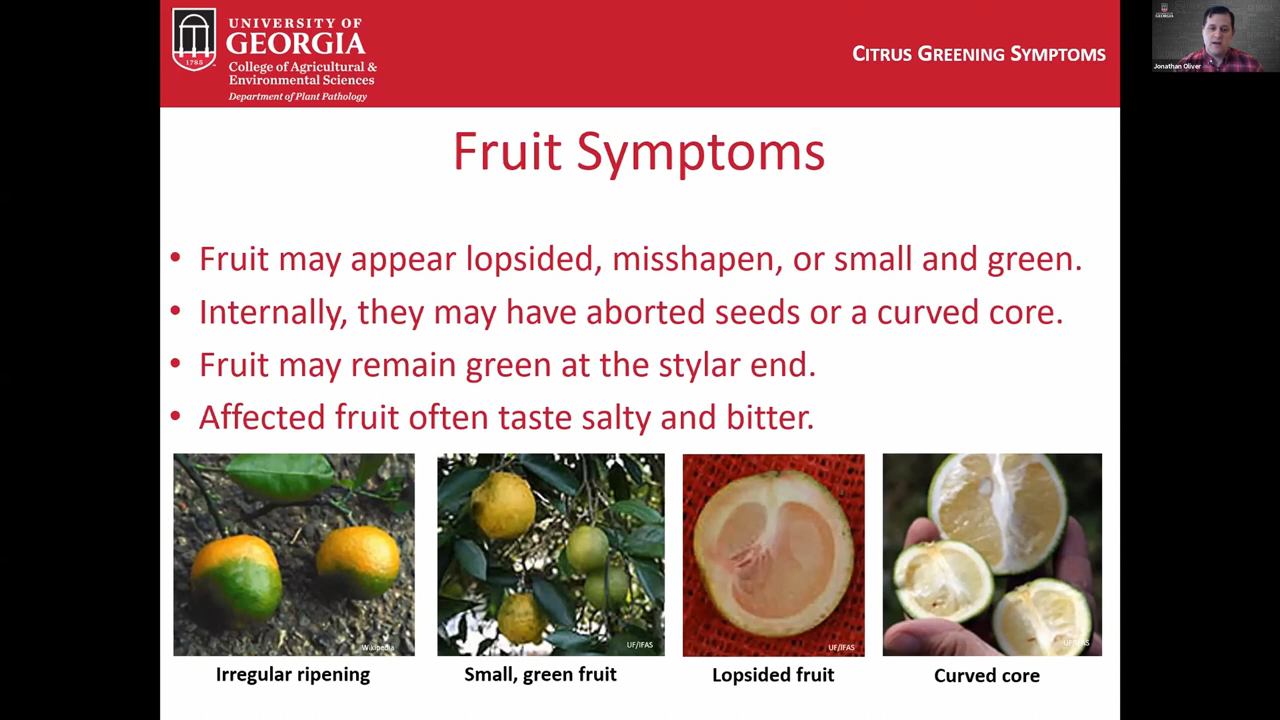 UNIVERSITY OF
GEORGIA
College of Agricultural &
Environmental Sciences
Department of Plant Pathology
1785
CITRUS GREENING SYMPTOMS
Jonathan Oliver
Fruit Symptoms
• Fruit may appear lopsided, misshapen, or small and green.
• Internally, they may have aborted seeds or a curved core.
• Fruit may remain green at the stylar end.
• Affected fruit often taste salty and bitter.
Wikipedia
UF/IFAS
UF/IFAS
UF/IFAS
Irregular ripening
Small, green fruit
Lopsided fruit
Curved core